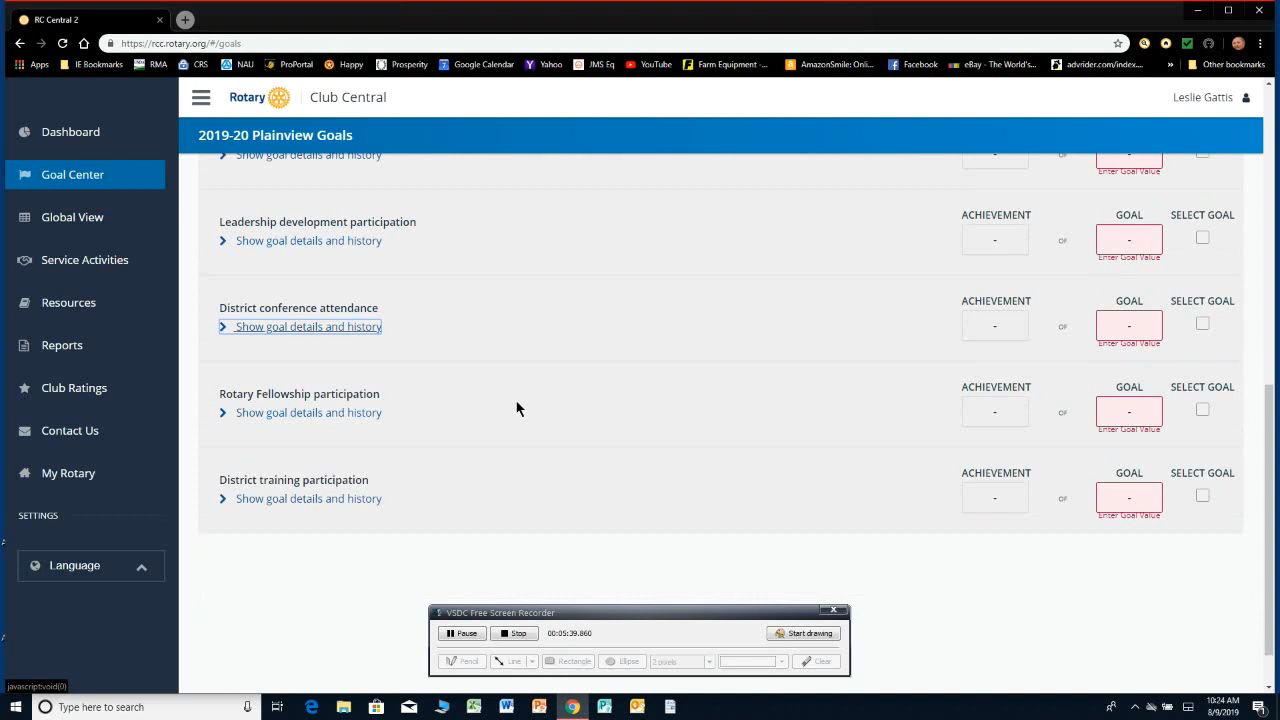 RC Central 2
https://rcc.rotary.org/#/goals
Apps IE Bookmarks RMA CRS NAU ProPortal Happy Prosperity Google Calendar Yahoo JMS Eq YouTube Farm Equipment -... AmazonSmile: Onli... Facebook eBay - The World's... advrider.com/index.... » Other bookmarks
Rotary Club Central Leslie Gattis
2019-20 Plainview Goals
Dashboard
Goal Center
Global View
Service Activities
Resources
Reports
Club Ratings
Contact Us
My Rotary
SETTINGS
Language
Show goal details and history - -
Enter Goal Value
Leadership development participation ACHIEVEMENT GOAL SELECT GOAL
Show goal details and history - OF -
Enter Goal Value
District conference attendance ACHIEVEMENT GOAL SELECT GOAL
Show goal details and history - OF -
Enter Goal Value
Rotary Fellowship participation ACHIEVEMENT GOAL SELECT GOAL
Show goal details and history - OF -
Enter Goal Value
District training participation ACHIEVEMENT GOAL SELECT GOAL
Show goal details and history - OF -
Enter Goal Value
VSDC Free Screen Recorder
Pause Stop 00:05:39.860 Start drawing
Pencil Line Rectangle Ellipse 2 pixels Clear
javascript:void(0)
Type here to search
10:24 AM
8/9/2019